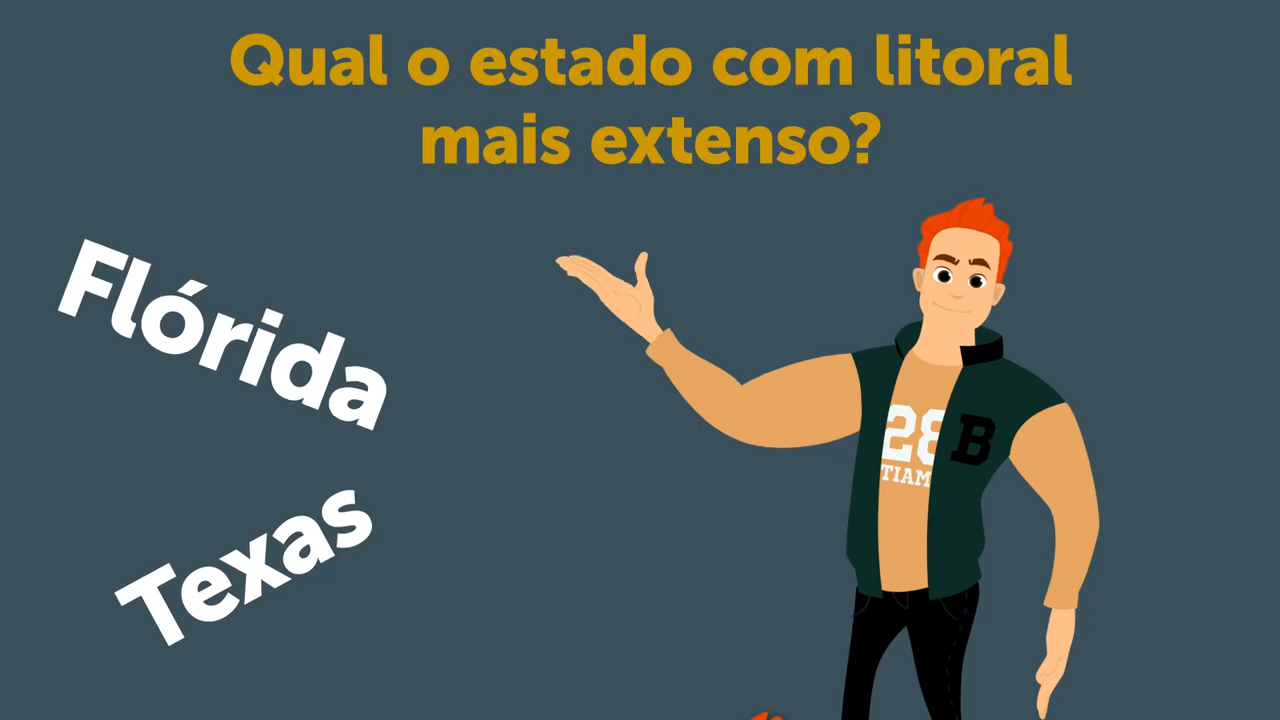 Qual o estado com litoral
mais extenso?
Flórida
Texas
28
B
TIAM